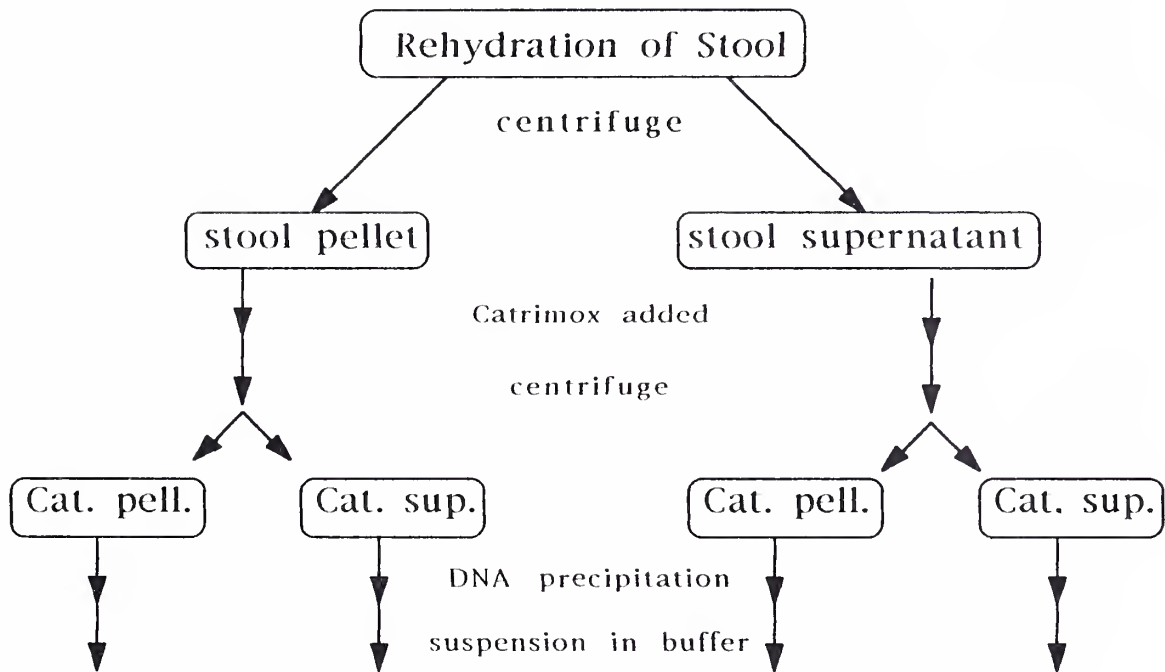 Rehydration of Stool
centrifuge
stool pellet
stool supernatant
Catrimox added
centrifuge
Cat. pell.
Cat. sup.
Cat. pell.
Cat. sup.
DNA precipitation
suspension in buffer